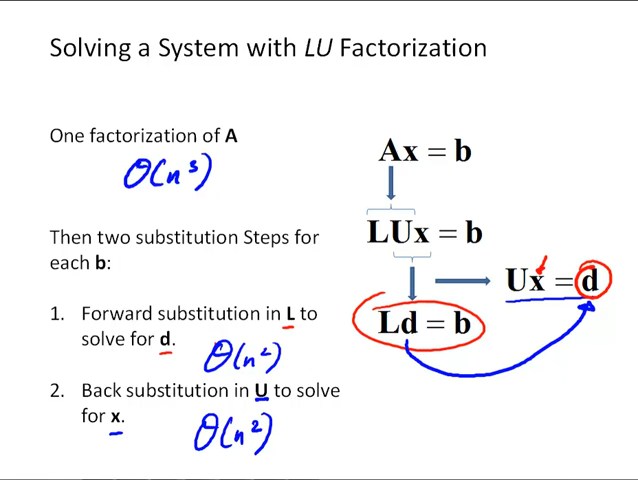 Solving a System with LU Factorization
One factorization of A
Θ(n³)
Then two substitution Steps for
each b:
1. Forward substitution in L to
solve for d.
Θ(n²)
2. Back substitution in U to solve
for x.
Θ(n²)
Ax = b
LUx = b
Ux = d
Ld = b